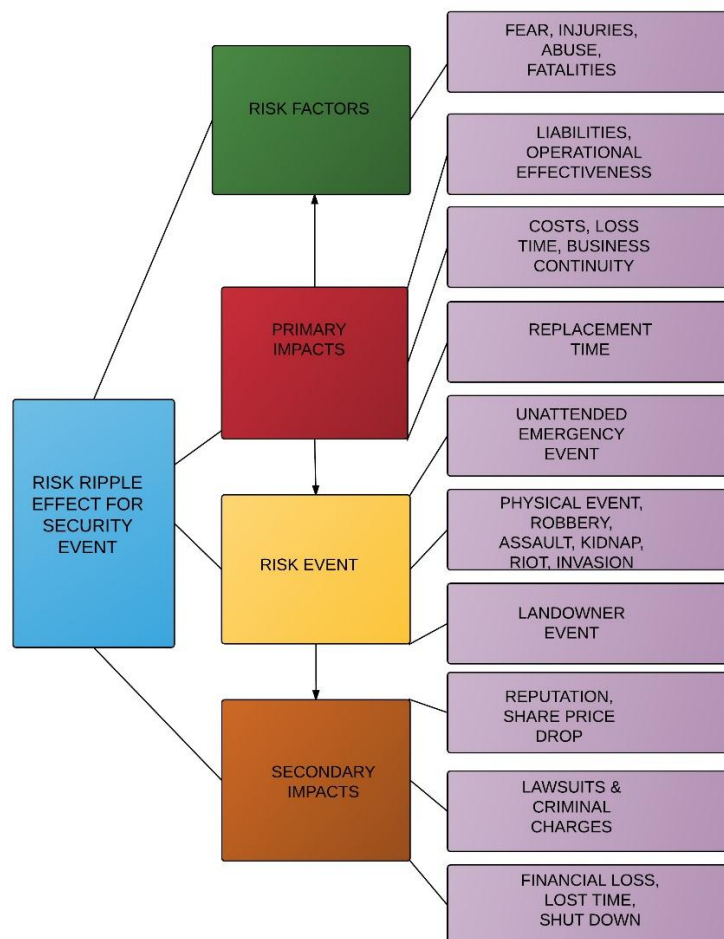 RISK RIPPLE
EFFECT FOR
SECURITY
EVENT
RISK FACTORS
PRIMARY
IMPACTS
RISK EVENT
SECONDARY
IMPACTS
FEAR, INJURIES,
ABUSE,
FATALITIES
LIABILITIES,
OPERATIONAL
EFFECTIVENESS
COSTS, LOSS
TIME, BUSINESS
CONTINUITY
REPLACEMENT
TIME
UNATTENDED
EMERGENCY
EVENT
PHYSICAL EVENT,
ROBBERY,
ASSAULT, KIDNAP,
RIOT, INVASION
LANDOWNER
EVENT
REPUTATION,
SHARE PRICE
DROP
LAWSUITS &
CRIMINAL
CHARGES
FINANCIAL LOSS,
LOST TIME,
SHUT DOWN